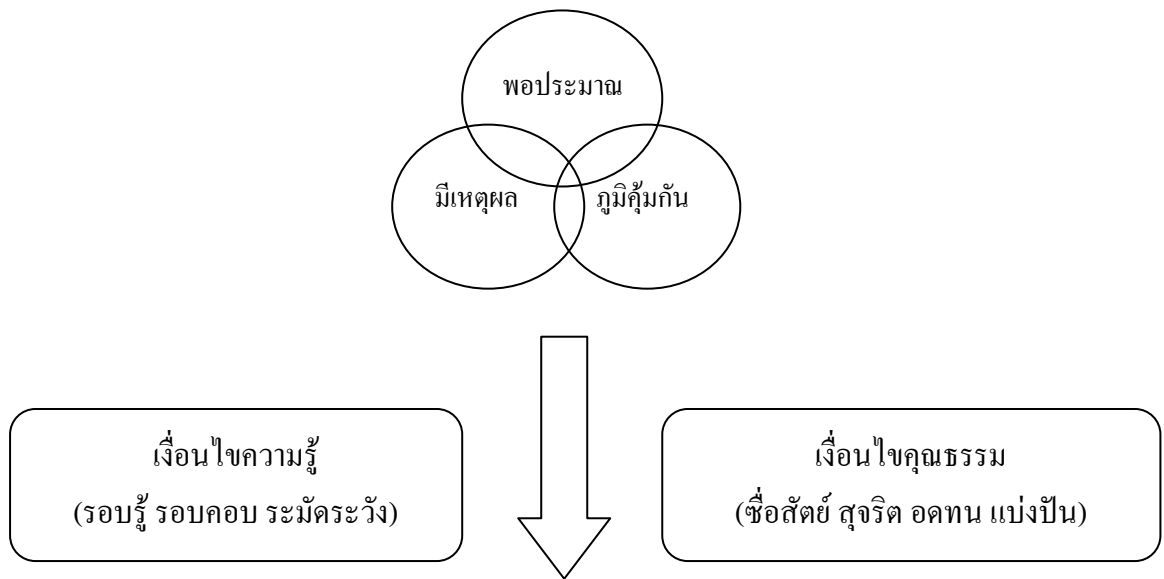 พอประมาณ
มีเหตุผล
ภูมิคุ้มกัน
เงื่อนไขความรู้
(รอบรู้ รอบคอบ ระมัดระวัง)
เงื่อนไขคุณธรรม
(ซื่อสัตย์ สุจริต อดทน แบ่งปัน)